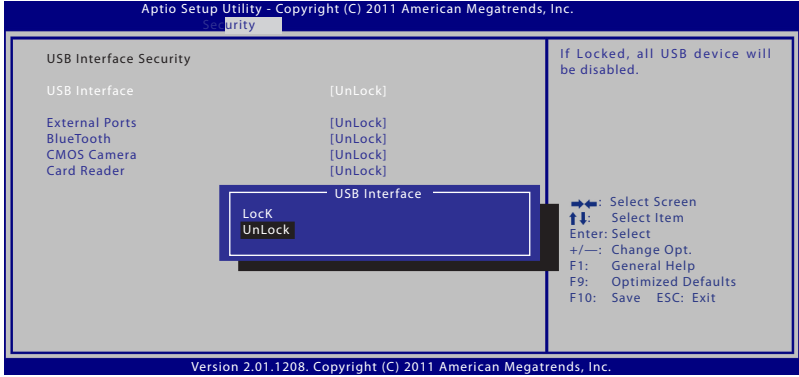 Aptio Setup Utility - Copyright (C) 2011 American Megatrends, Inc.
Security
USB Interface Security
USB Interface [UnLock]
External Ports [UnLock]
BlueTooth [UnLock]
CMOS Camera [UnLock]
Card Reader [UnLock]
USB Interface
LocK
UnLock
If Locked, all USB device will
be disabled.
→←: Select Screen
↑↓: Select Item
Enter: Select
+/—: Change Opt.
F1: General Help
F9: Optimized Defaults
F10: Save ESC: Exit
Version 2.01.1208. Copyright (C) 2011 American Megatrends, Inc.